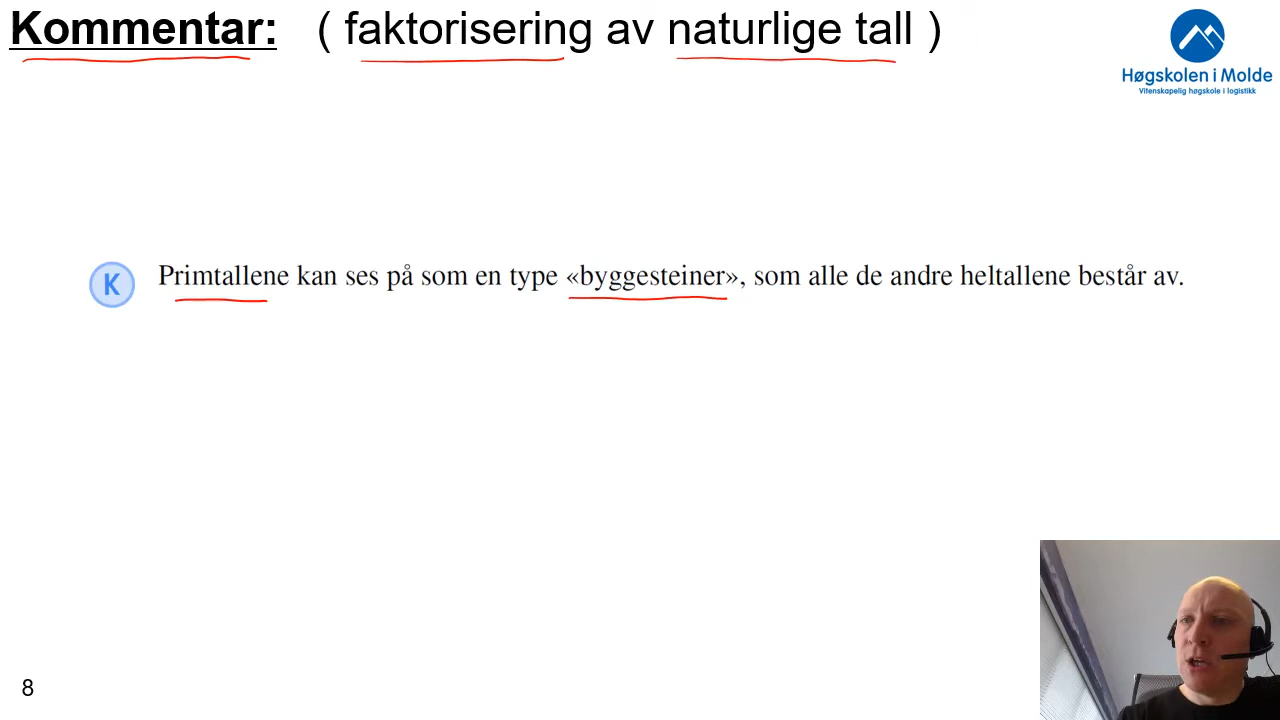 Kommentar: ( faktorisering av naturlige tall )
Høgskolen i Molde
Vitenskapelig høgskole i logistikk
K Primtallene kan ses på som en type «byggesteiner», som alle de andre heltallene består av.
8